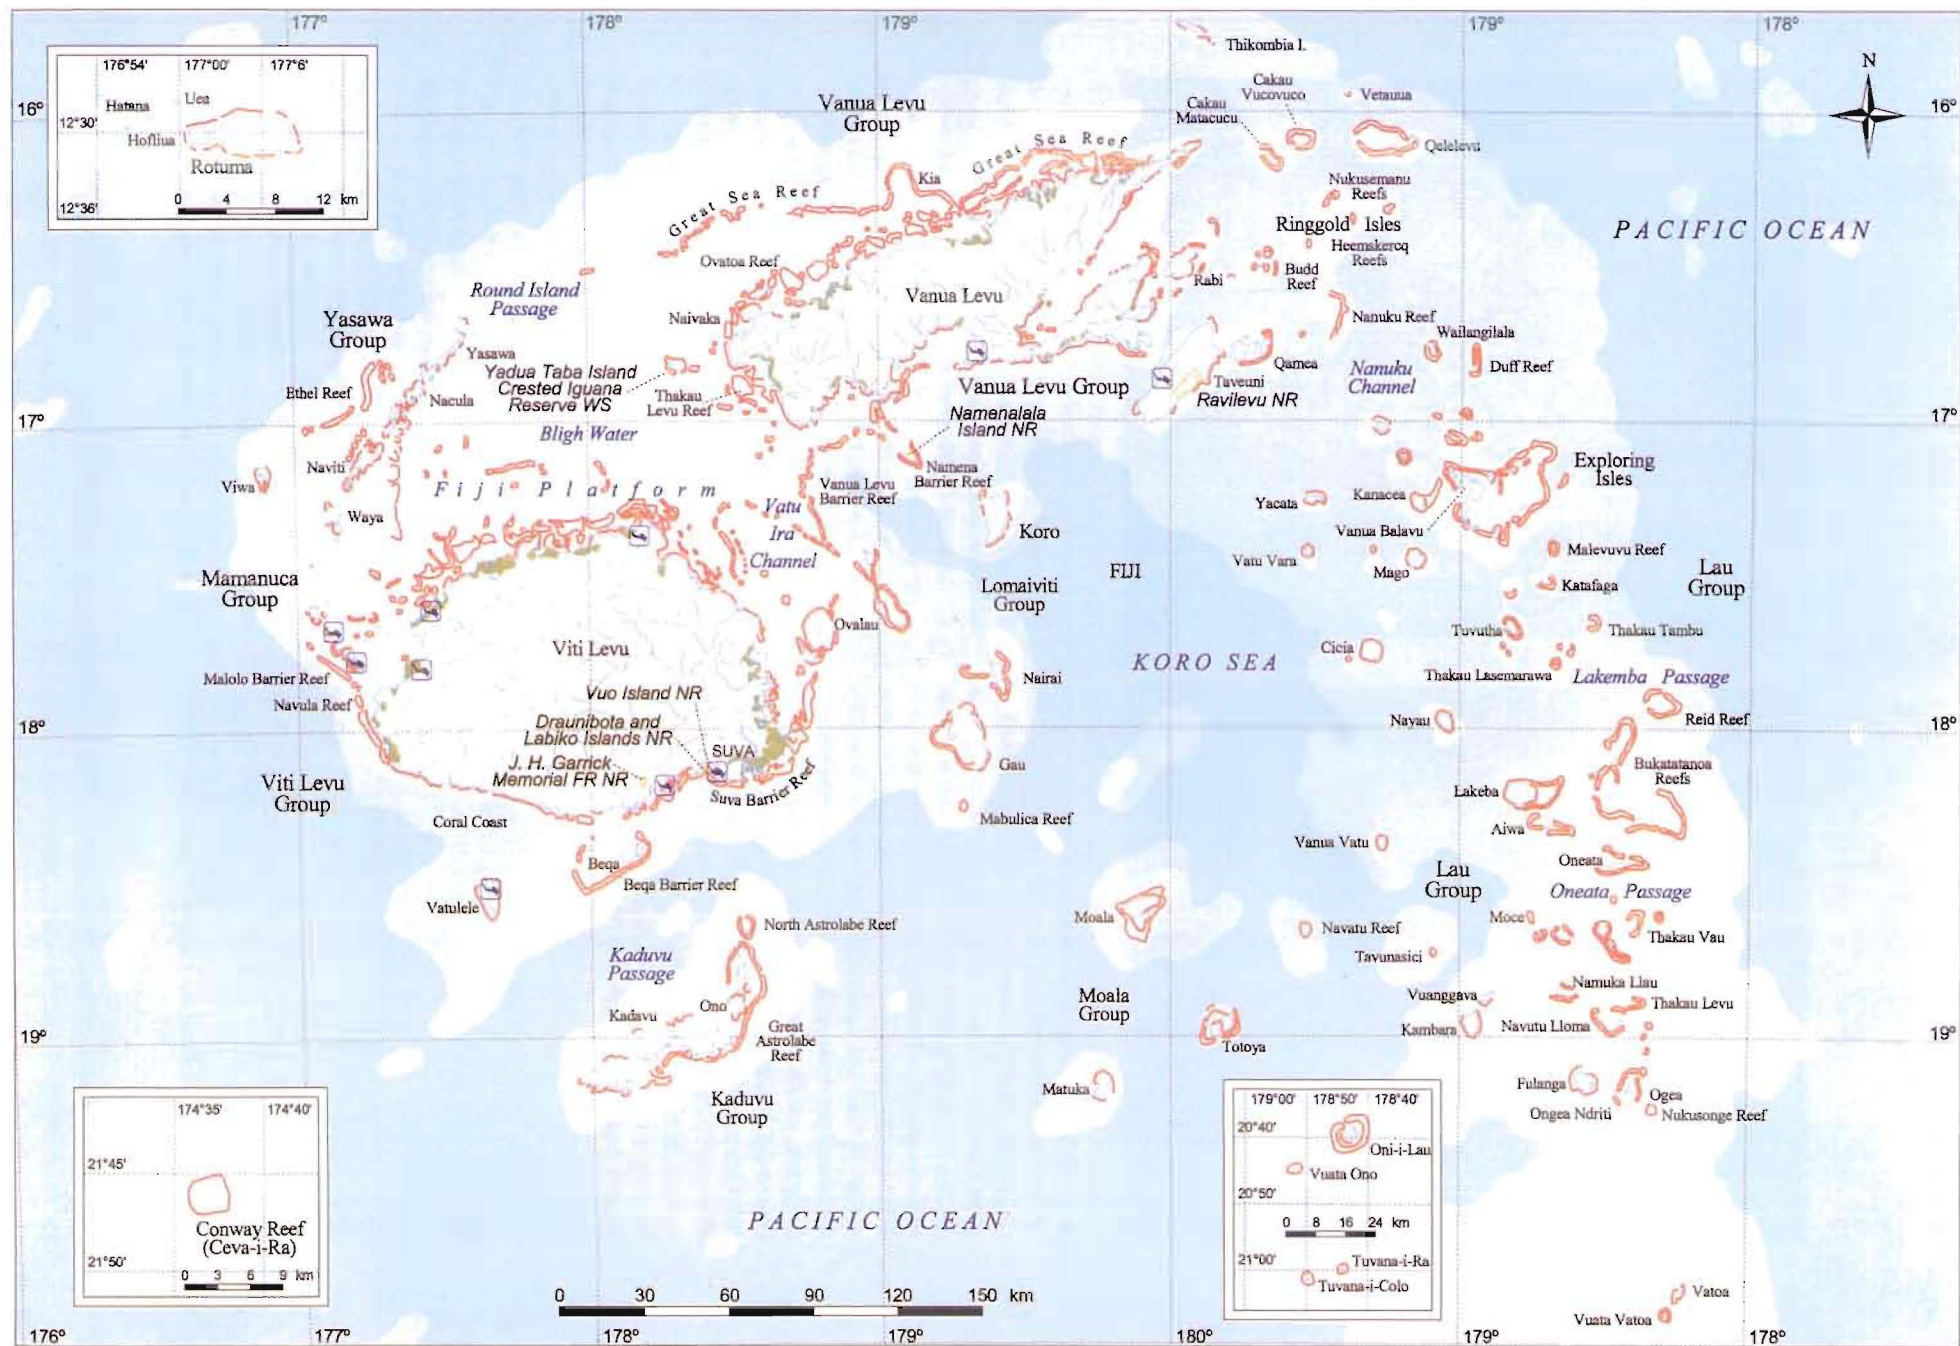 177°
178°
179°
180°
179°
178°
N
176°54'
177°00'
177°6'
Hatana
Uea
12°30'
Hofliua
Rotuma
0 4 8 12 km
12°36'
16°
16°
Thikombia I.
Cakau
Vucovuco
Vetauua
Cakau
Matacucu
Qelelevu
Vanua Levu
Group
Great Sea Reef
Great Sea Reef
Kia
Nukusemanu
Reefs
Ringgold Isles
Heemskercq
Reefs
PACIFIC OCEAN
Ovatoa Reef
Rabi
Budd
Reef
Round Island
Passage
Vanua Levu
Naivaka
Nanuku Reef
Yasawa
Group
Wailangilala
Yasawa
Yadua Taba Island
Crested Iguana
Reserve WS
Qamea
Duff Reef
Nanuku
Channel
Ethel Reef
Nacula
Thakau
Levu Reef
Vanua Levu Group
Taveuni
Ravilevu NR
17°
17°
Namenalala
Island NR
Bligh Water
Naviti
Viwa
Fiji Platform
Vanua Levu
Barrier Reef
Namena
Barrier Reef
Exploring
Isles
Kanacea
Yacata
Waya
Vatu
Ira
Channel
Koro
Vanua Balavu
Malevuvu Reef
Vatu Vara
Mago
Mamanuca
Group
Lomaiviti
Group
FIJI
Katafaga
Lau
Group
Viti Levu
Ovalau
Tuvutha
Thakau Tambu
Cicia
KORO SEA
Malolo Barrier Reef
Nairai
Thakau Lasemarawa
Lakemba Passage
Navula Reef
Vuo Island NR
18°
18°
Draunibota and
Labiko Islands NR
SUVA
Nayau
Reid Reef
J. H. Garrick
Memorial FR NR
Suva Barrier Reef
Gau
Bukatatanoa
Reefs
Viti Levu
Group
Lakeba
Coral Coast
Mabulica Reef
Aiwa
Vanua Vatu
Beqa
Oneata
Lau
Group
Beqa Barrier Reef
Oneata Passage
Vatulele
Moala
Moce
North Astrolabe Reef
Navatu Reef
Thakau Vau
Kaduvu
Passage
Tavunasici
Namuka Llau
Ono
Moala
Group
Vuanggava
Thakau Levu
Kadavu
Great
Astrolabe
Reef
Kambara
Navutu Lloma
19°
19°
Totoya
Matuka
Fulanga
Ogea
Ongea Ndriti
Nukusonge Reef
Kaduvu
Group
174°35'
174°40'
21°45'
Conway Reef
(Ceva-i-Ra)
21°50'
0 3 6 9 km
179°00'
178°50'
178°40'
20°40'
Oni-i-Lau
Vuata Ono
20°50'
0 8 16 24 km
21°00'
Tuvana-i-Ra
Tuvana-i-Colo
PACIFIC OCEAN
Vatoa
Vuata Vatoa
0 30 60 90 120 150 km
176°
177°
178°
179°
180°
179°
178°